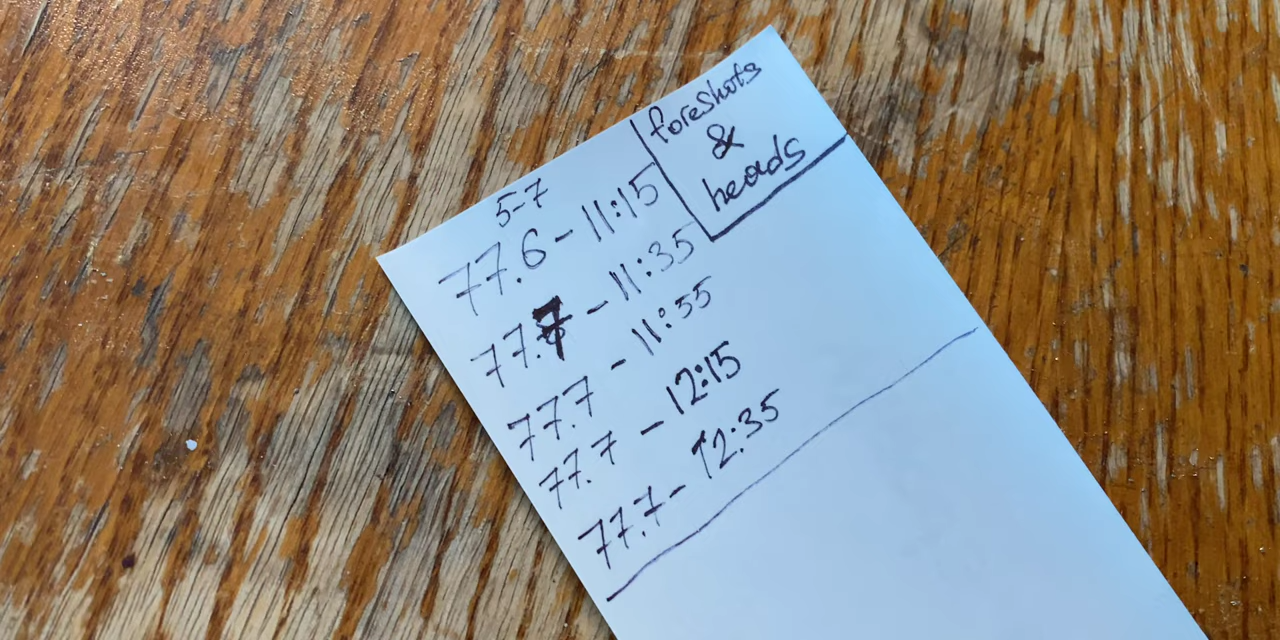 foreshots
&
heads
5-7
77.6 - 11:15
77.7 - 11:35
77.7 - 11:55
77.7 - 12:15
77.7 - 12:35